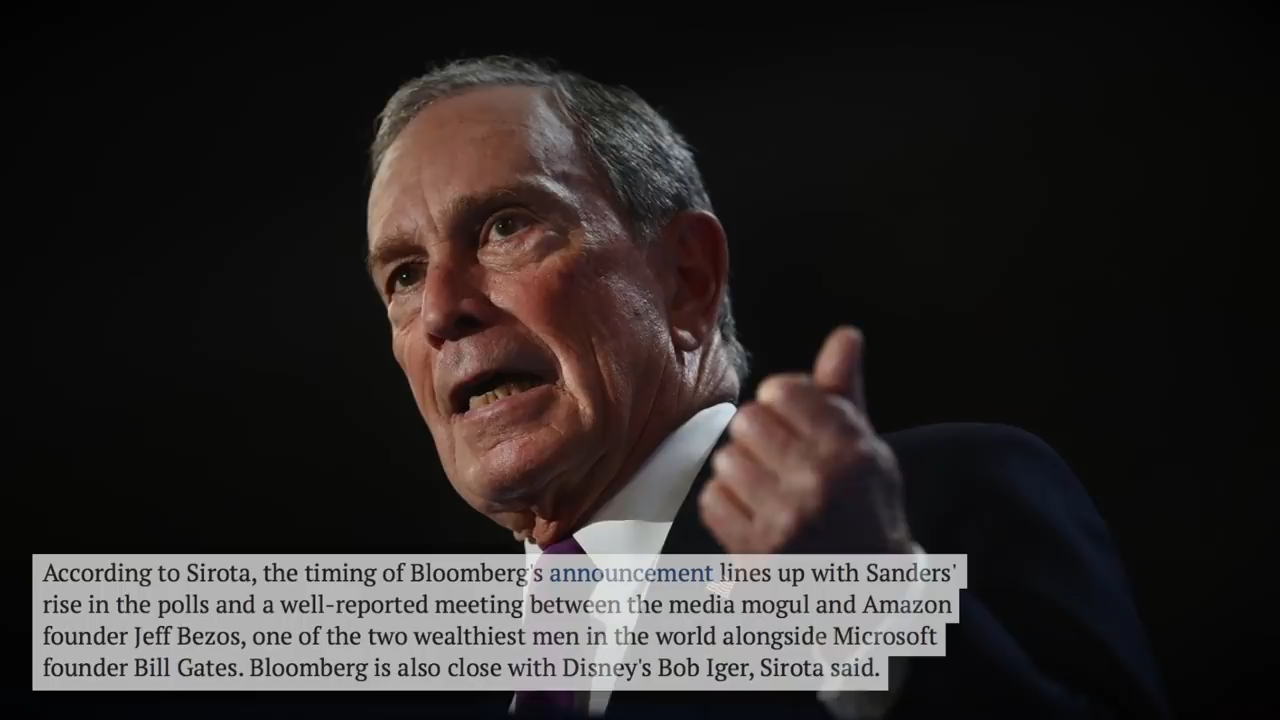 According to Sirota, the timing of Bloomberg's announcement lines up with Sanders'
rise in the polls and a well-reported meeting between the media mogul and Amazon
founder Jeff Bezos, one of the two wealthiest men in the world alongside Microsoft
founder Bill Gates. Bloomberg is also close with Disney's Bob Iger, Sirota said.